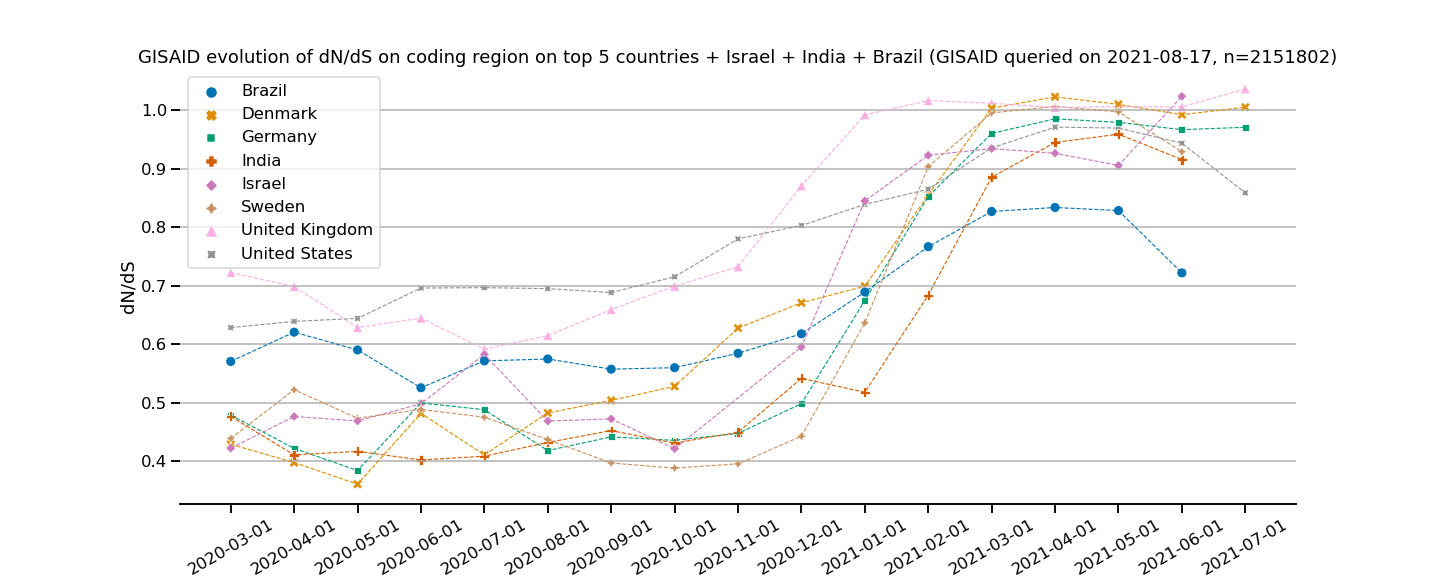 GISAID evolution of dN/dS on coding region on top 5 countries + Israel + India + Brazil (GISAID queried on 2021-08-17, n=2151802)
Brazil
Denmark
Germany
India
Israel
Sweden
United Kingdom
United States
dN/dS
1.0
0.9
0.8
0.7
0.6
0.5
0.4
2020-03-01
2020-04-01
2020-05-01
2020-06-01
2020-07-01
2020-08-01
2020-09-01
2020-10-01
2020-11-01
2020-12-01
2021-01-01
2021-02-01
2021-03-01
2021-04-01
2021-05-01
2021-06-01
2021-07-01